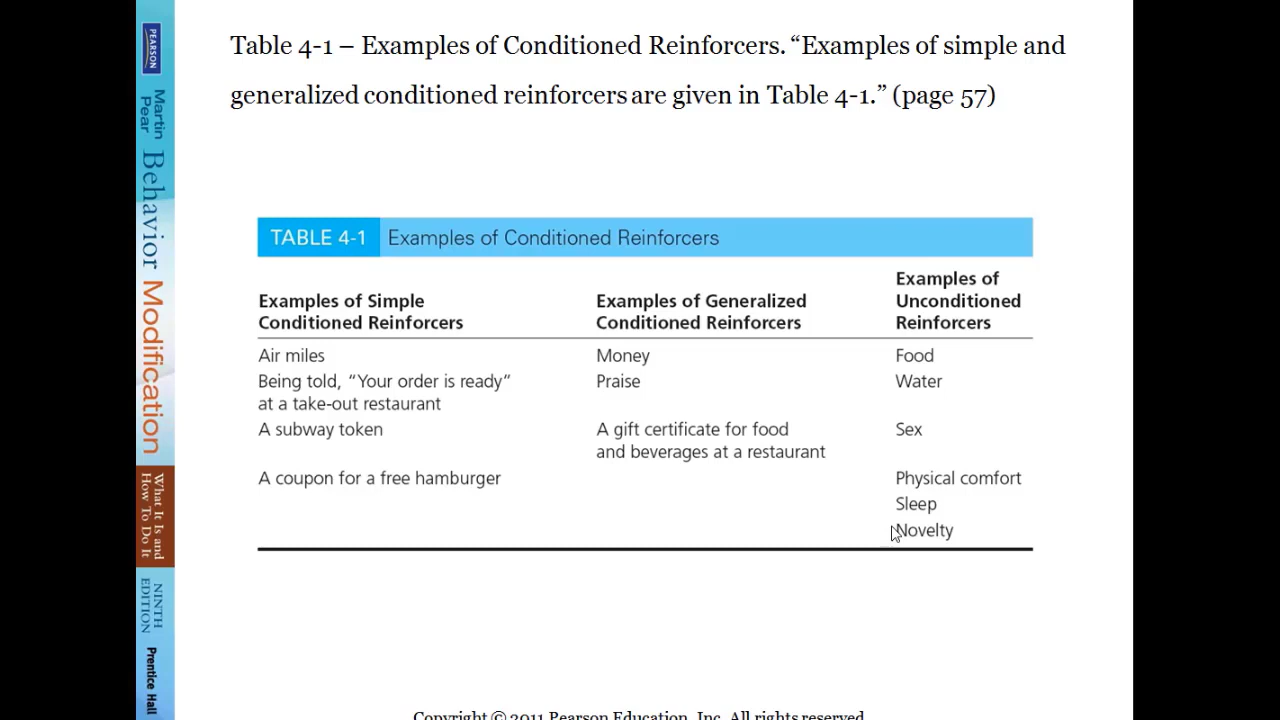 Table 4-1 – Examples of Conditioned Reinforcers. “Examples of simple and
generalized conditioned reinforcers are given in Table 4-1.” (page 57)
PEARSON
Martin
Pear
Behavior Modification
What It Is and
How To Do It
NINTH
EDITION
Prentice Hall
TABLE 4-1 Examples of Conditioned Reinforcers
Examples of Simple
Conditioned Reinforcers
Examples of Generalized
Conditioned Reinforcers
Examples of
Unconditioned
Reinforcers
Air miles Money Food
Being told, “Your order is ready” Praise Water
at a take-out restaurant
A subway token A gift certificate for food Sex
and beverages at a restaurant
A coupon for a free hamburger Physical comfort
Sleep
Novelty
Copyright © 2011 Pearson Education, Inc. All rights reserved